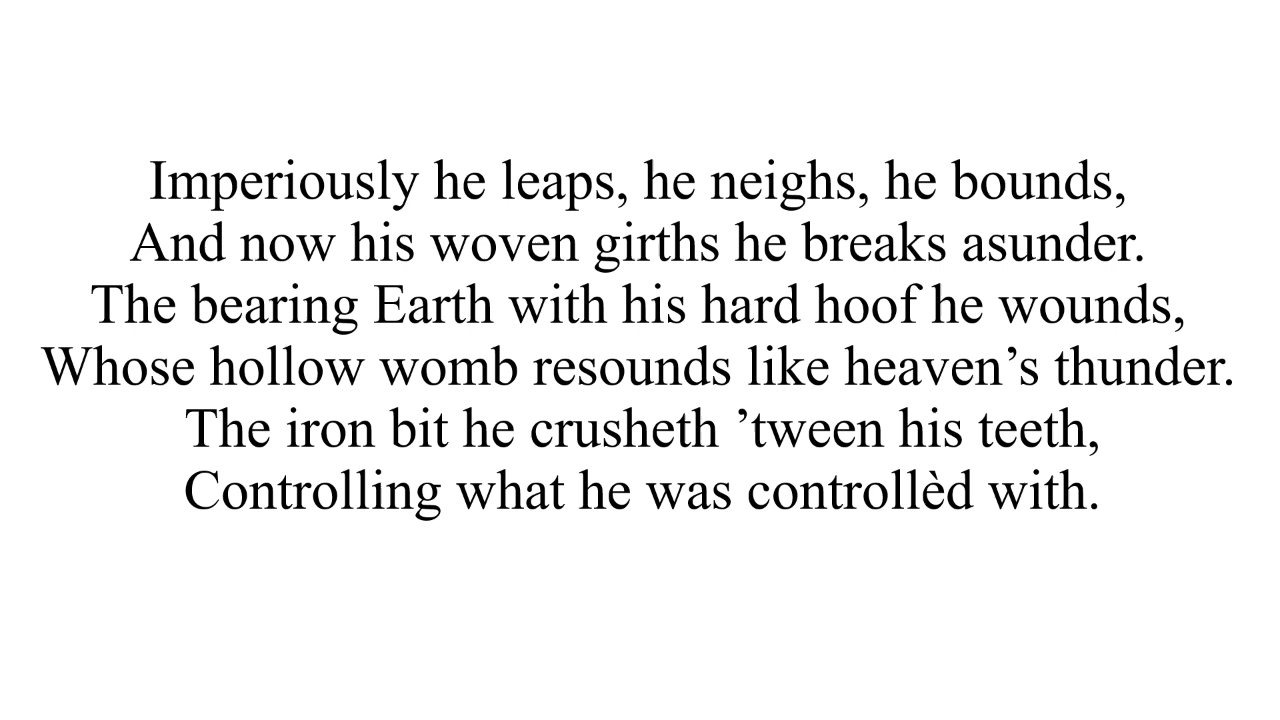 Imperiously he leaps, he neighs, he bounds,
And now his woven girths he breaks asunder.
The bearing Earth with his hard hoof he wounds,
Whose hollow womb resounds like heaven’s thunder.
The iron bit he crusheth ’tween his teeth,
Controlling what he was controllèd with.